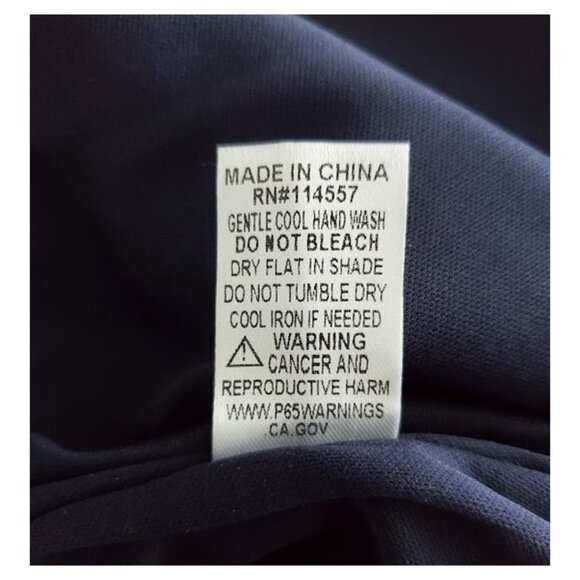 MADE IN CHINA
RN#114557
GENTLE COOL HAND WASH
DO NOT BLEACH
DRY FLAT IN SHADE
DO NOT TUMBLE DRY
COOL IRON IF NEEDED
WARNING
CANCER AND
REPRODUCTIVE HARM
WWW.P65WARNINGS
.CA.GOV